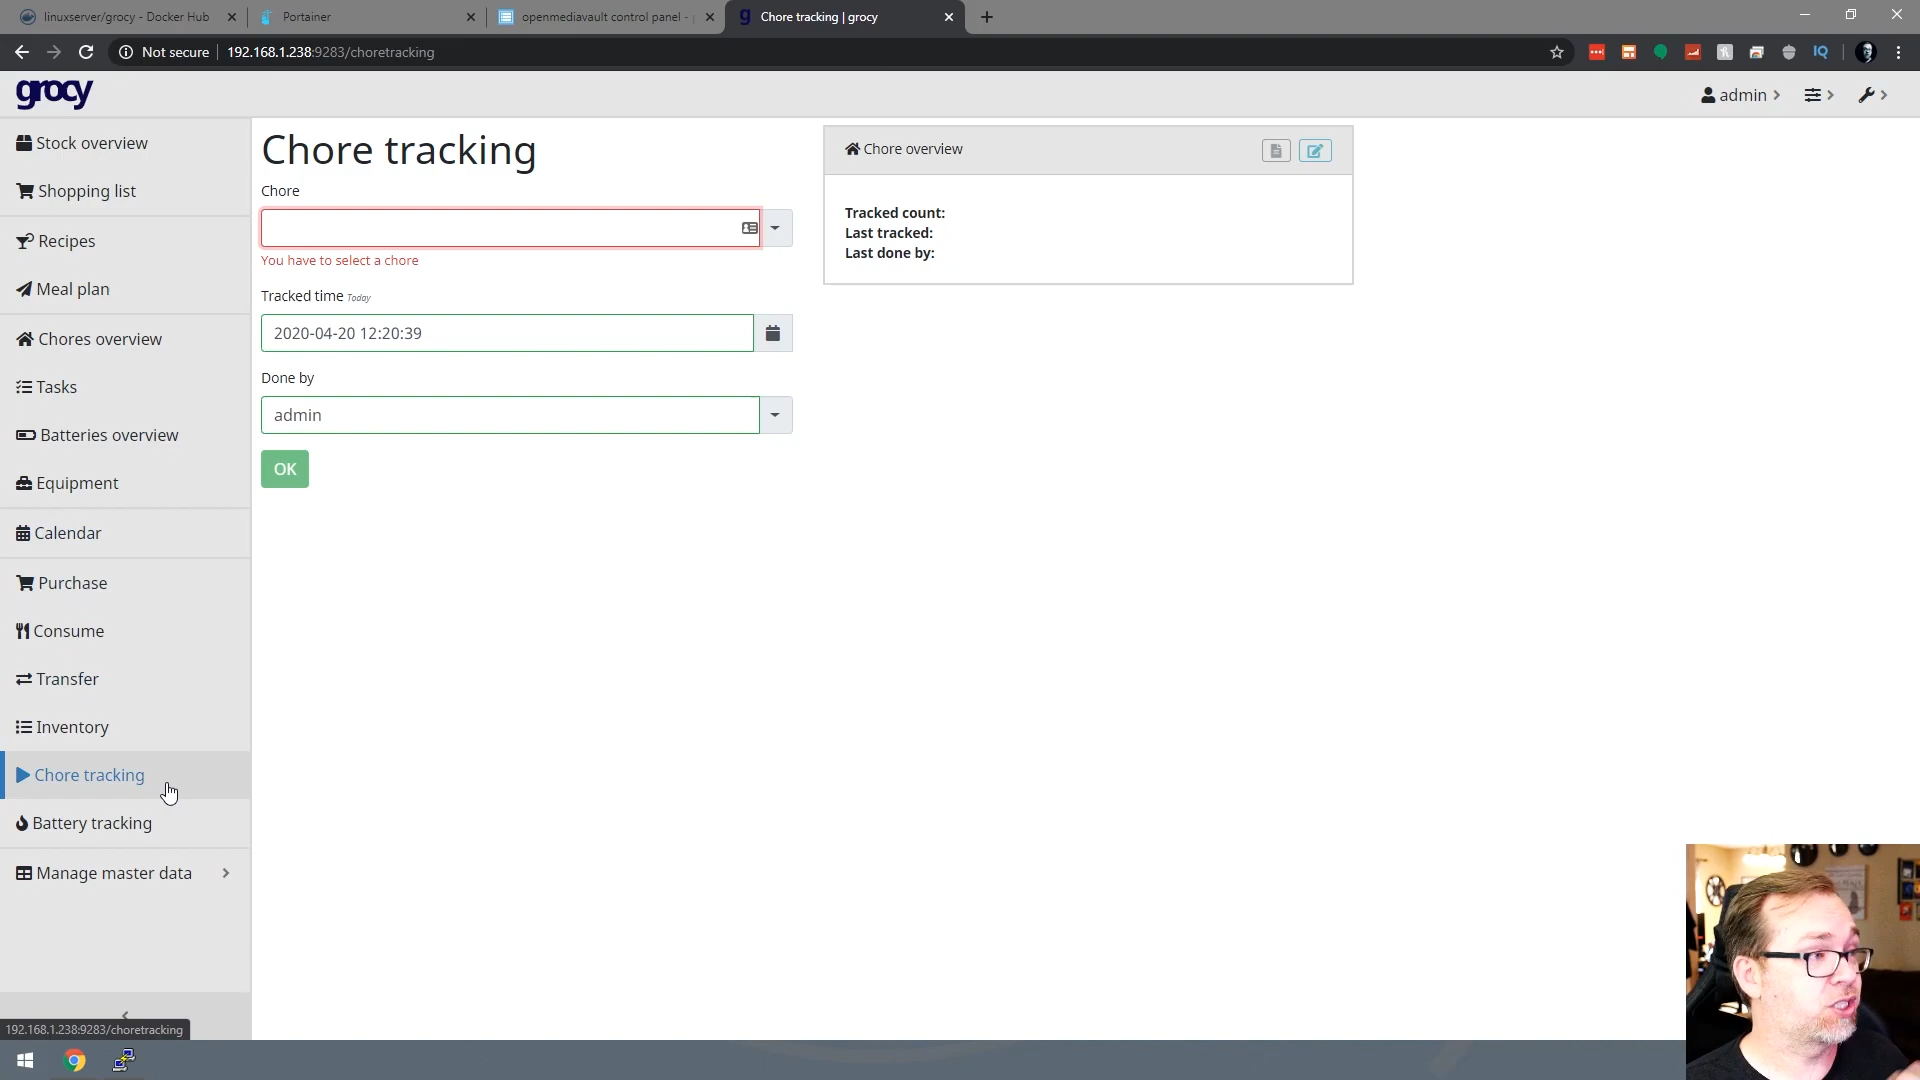 linuxserver/grocy - Docker Hub
Portainer
openmediavault control panel -
Chore tracking | grocy
Not secure
192.168.1.238:9283/choretracking
IQ
grocy
admin
Stock overview
Shopping list
Recipes
Meal plan
Chores overview
Tasks
Batteries overview
Equipment
Calendar
Purchase
Consume
Transfer
Inventory
Chore tracking
Battery tracking
Manage master data
192.168.1.238:9283/choretracking
Chore tracking
Chore
You have to select a chore
Tracked time Today
2020-04-20 12:20:39
Done by
admin
OK
Chore overview
Tracked count:
Last tracked:
Last done by: